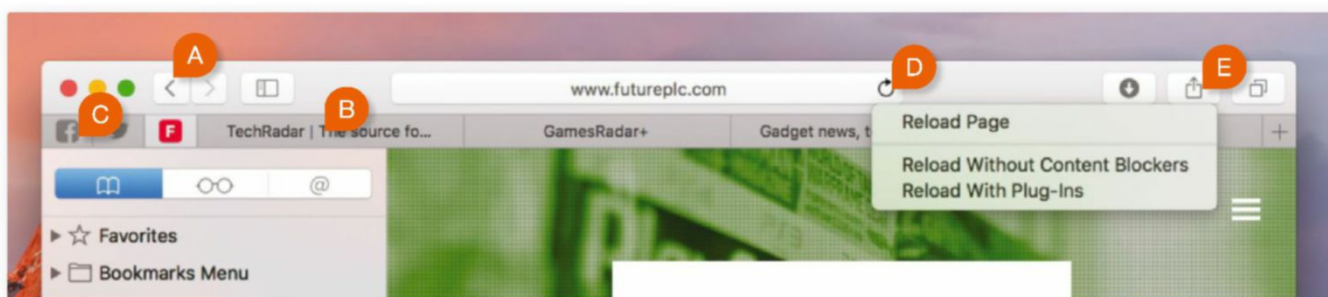 A
D
E
www.futureplc.com
C
B
f
F
TechRadar | The source fo...
GamesRadar+
Gadget news, t
+
Reload Page
Reload Without Content Blockers
Reload With Plug-Ins
@
Favorites
Bookmarks Menu